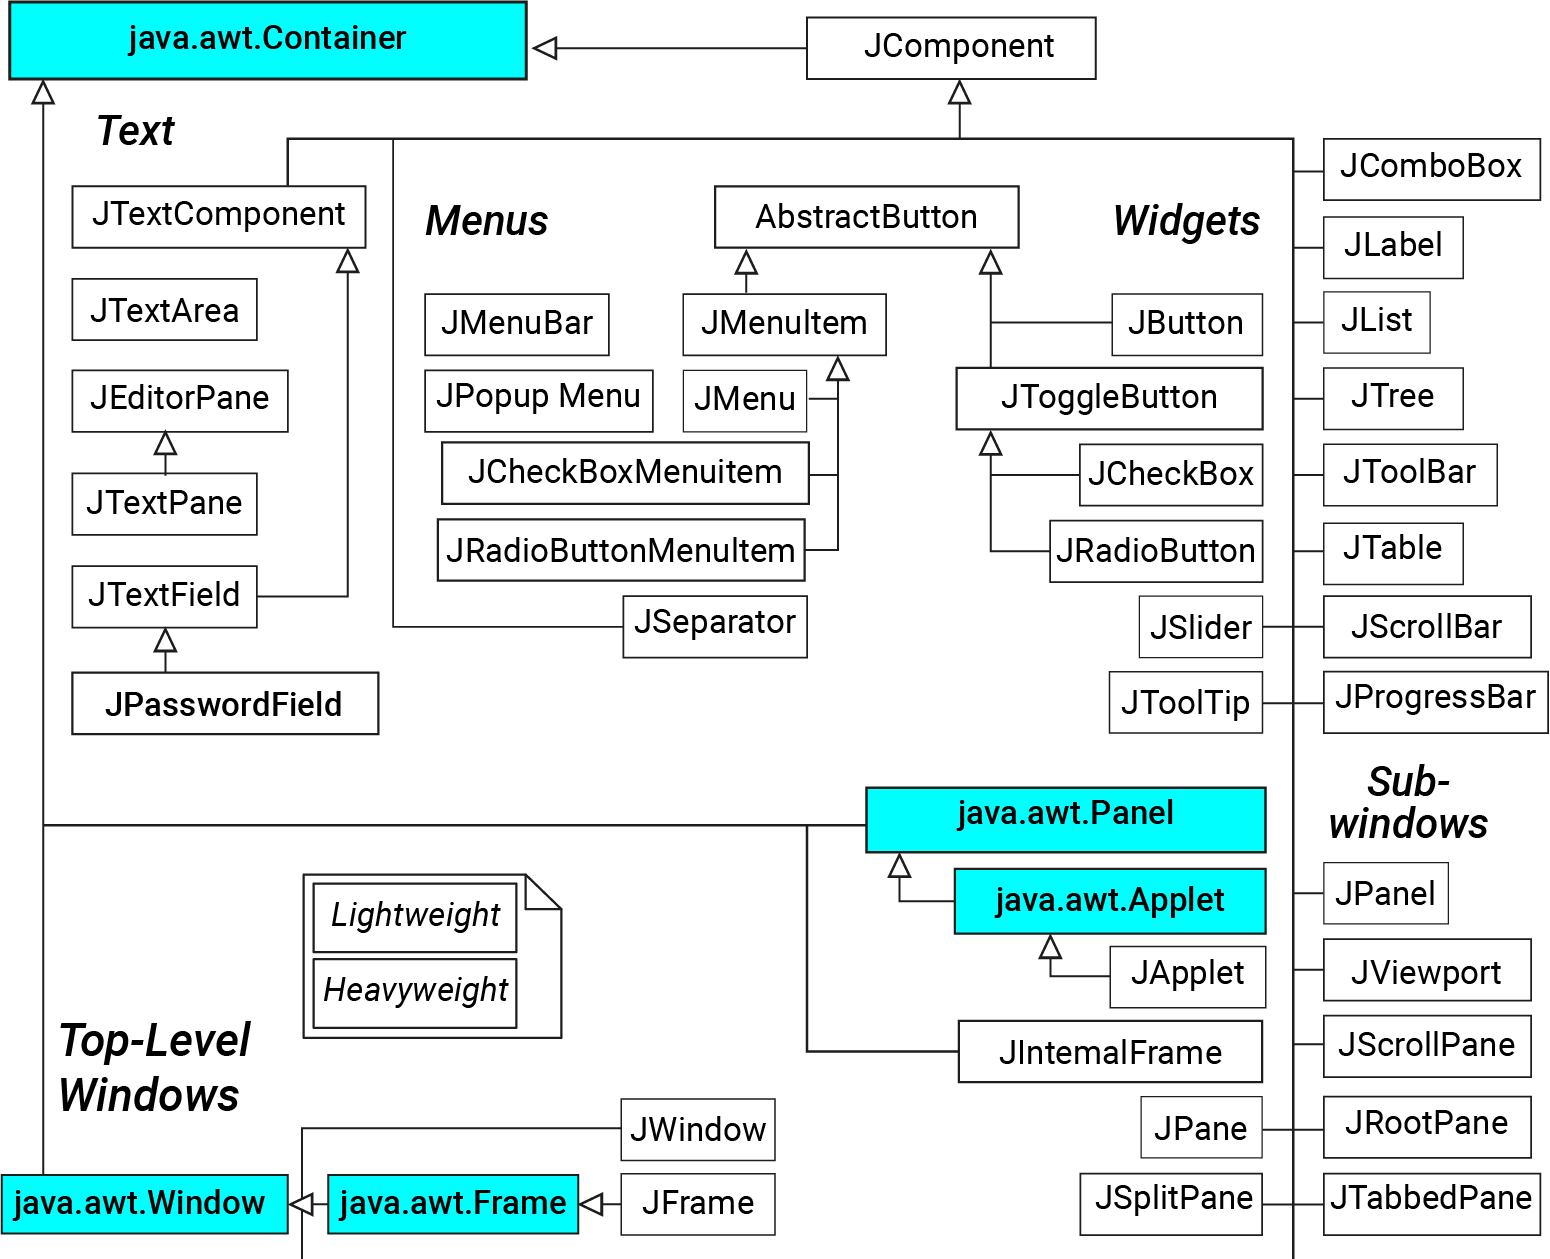 java.awt.Container
JComponent
Text
JTextComponent
JTextArea
JEditorPane
JTextPane
JTextField
JPasswordField
Menus
AbstractButton
JMenuBar
JMenuItem
JPopup Menu
JMenu
JCheckBoxMenuitem
JRadioButtonMenuItem
JSeparator
Widgets
JButton
JToggleButton
JCheckBox
JRadioButton
JSlider
JToolTip
JComboBox
JLabel
JList
JTree
JToolBar
JTable
JScrollBar
JProgressBar
Sub-
windows
java.awt.Panel
java.awt.Applet
JApplet
JIntemalFrame
JPanel
JViewport
JScrollPane
JPane
JRootPane
JSplitPane
JTabbedPane
Lightweight
Heavyweight
Top-Level
Windows
JWindow
java.awt.Window
java.awt.Frame
JFrame